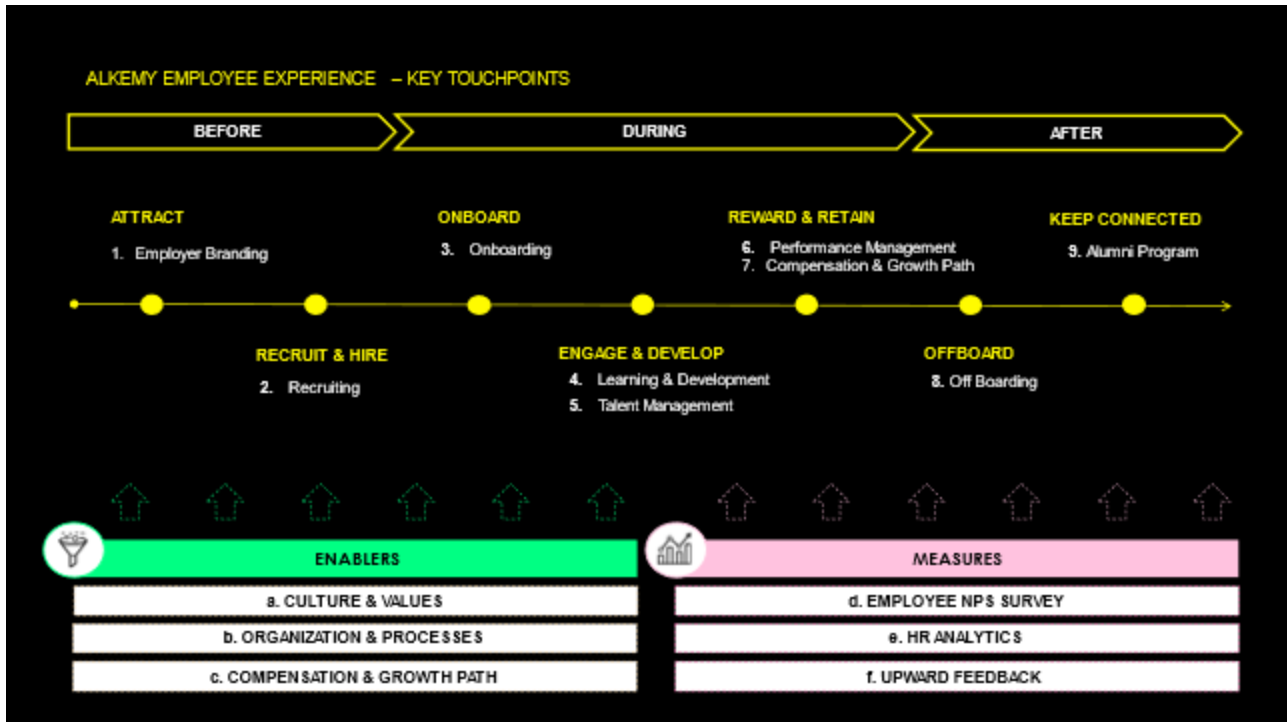 ALKEMY EMPLOYEE EXPERIENCE – KEY TOUCHPOINTS
BEFORE
DURING
AFTER
ATTRACT
1. Employer Branding
ONBOARD
3. Onboarding
REWARD & RETAIN
6. Performance Management
7. Compensation & Growth Path
KEEP CONNECTED
9. Alumni Program
RECRUIT & HIRE
2. Recruiting
ENGAGE & DEVELOP
4. Learning & Development
5. Talent Management
OFFBOARD
8. Off Boarding
ENABLERS
a. CULTURE & VALUES
b. ORGANIZATION & PROCESSES
c. COMPENSATION & GROWTH PATH
MEASURES
d. EMPLOYEE NPS SURVEY
e. HR ANALYTICS
f. UPWARD FEEDBACK